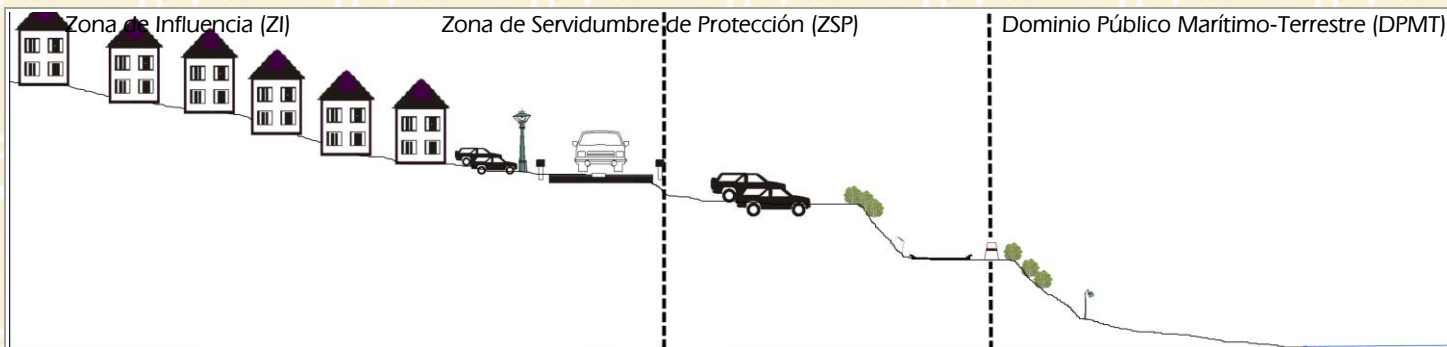 Zona de Influencia (ZI)
Zona de Servidumbre de Protección (ZSP)
Dominio Público Marítimo-Terrestre (DPMT)